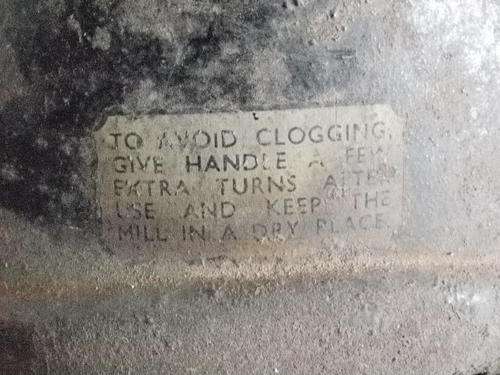 TO AVOID CLOGGING,
GIVE HANDLE A FEW
EXTRA TURNS AFTER
USE AND KEEP THE
MILL IN A DRY PLACE.